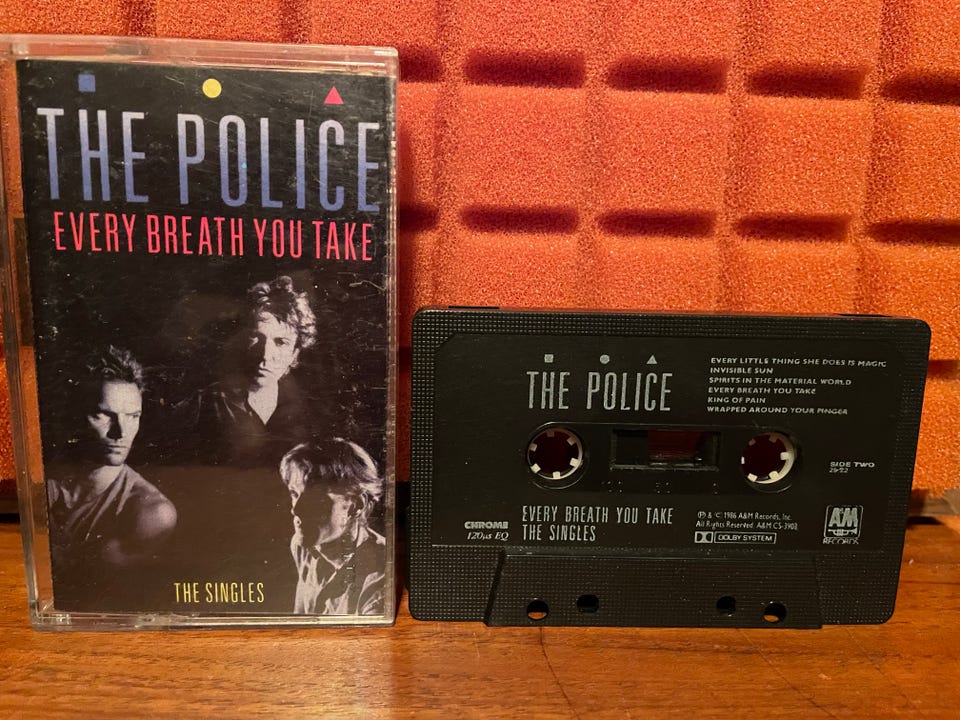 THE POLICE
EVERY BREATH YOU TAKE
THE SINGLES
THE POLICE
EVERY LITTLE THING SHE DOES IS MAGIC
INVISIBLE SUN
SPIRITS IN THE MATERIAL WORLD
EVERY BREATH YOU TAKE
KING OF PAIN
WRAPPED AROUND YOUR FINGER
SIDE TWO
CHROME
120µs EQ
EVERY BREATH YOU TAKE
THE SINGLES
℗ & © 1986 A&M Records, Inc.
All Rights Reserved. A&M CS-3902
DOLBY SYSTEM
A&M
RECORDS